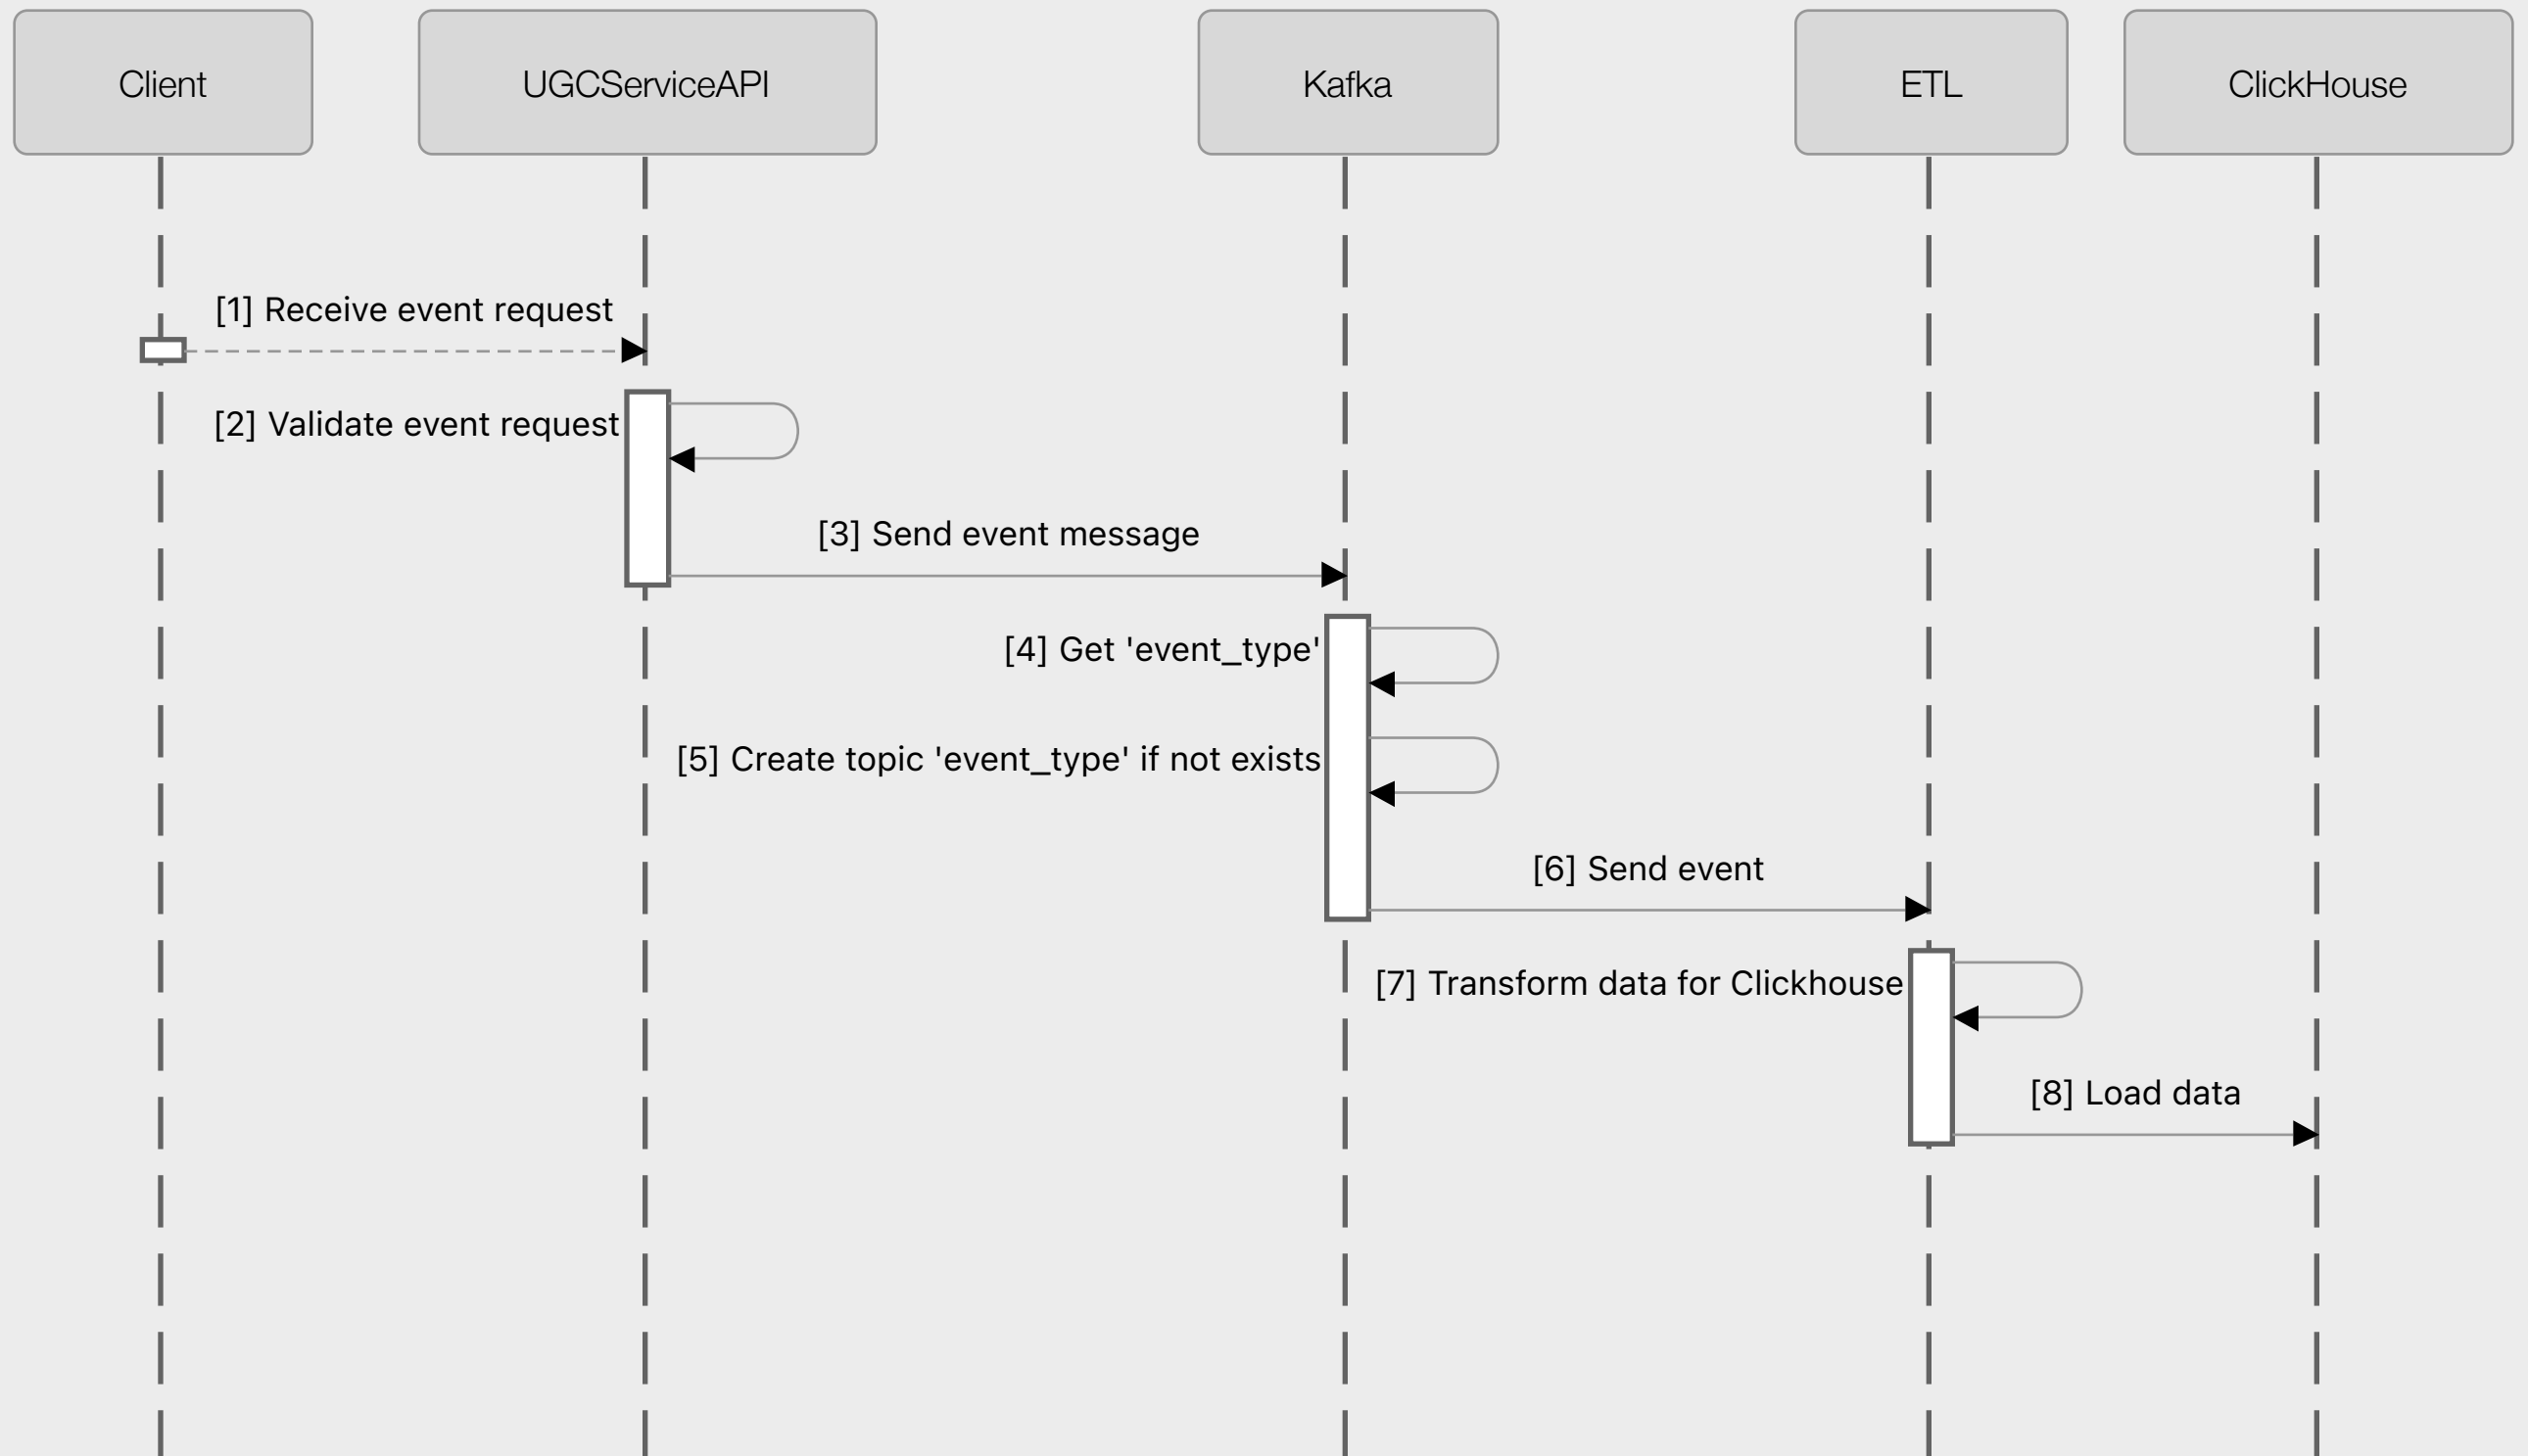 Client
UGCServiceAPI
Kafka
ETL
ClickHouse
[1] Receive event request
[2] Validate event request
[3] Send event message
[4] Get 'event_type'
[5] Create topic 'event_type' if not exists
[6] Send event
[7] Transform data for Clickhouse
[8] Load data